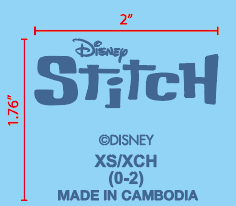 2”
1.76”
Disney
Stitch
©DISNEY
XS/XCH
(0-2)
MADE IN CAMBODIA